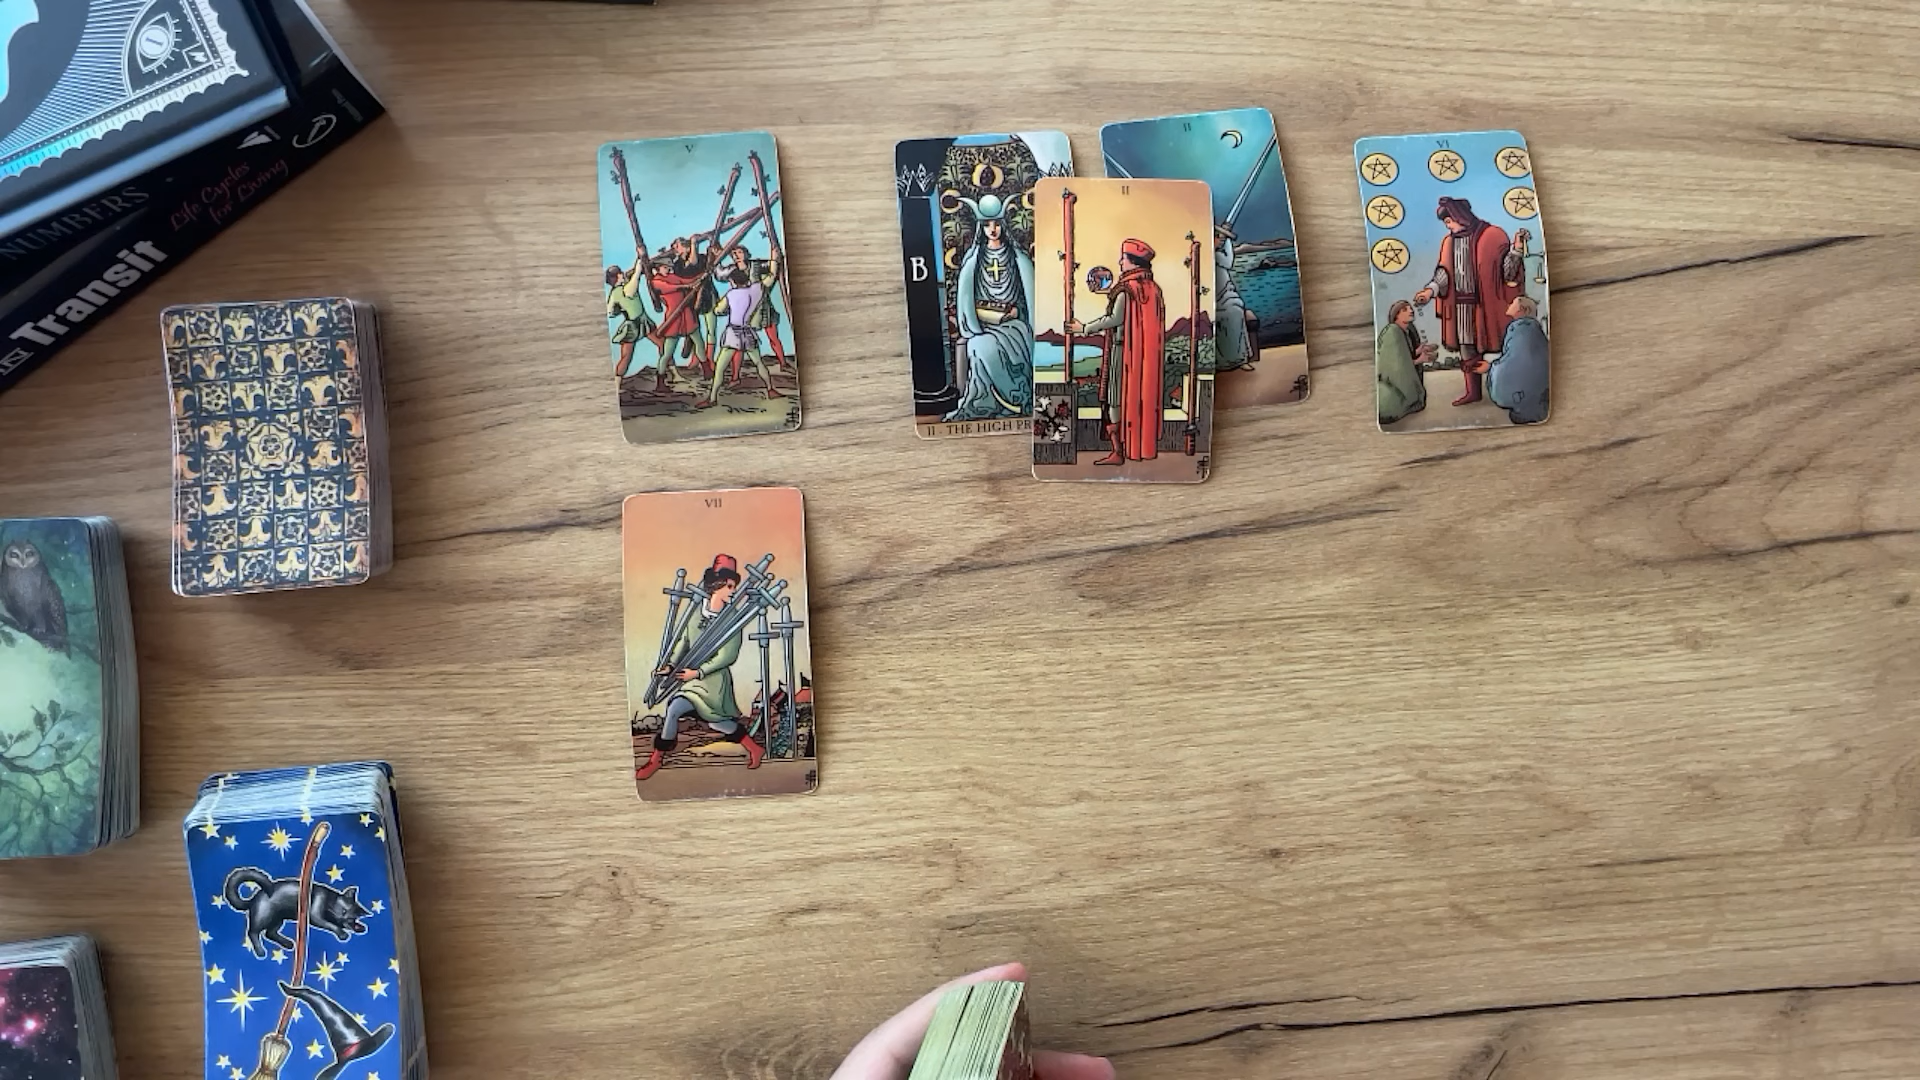 NUMBERS
Life Cycles
for Living
Transit
V
B
II · THE HIGH PR
II
II
VI
VII